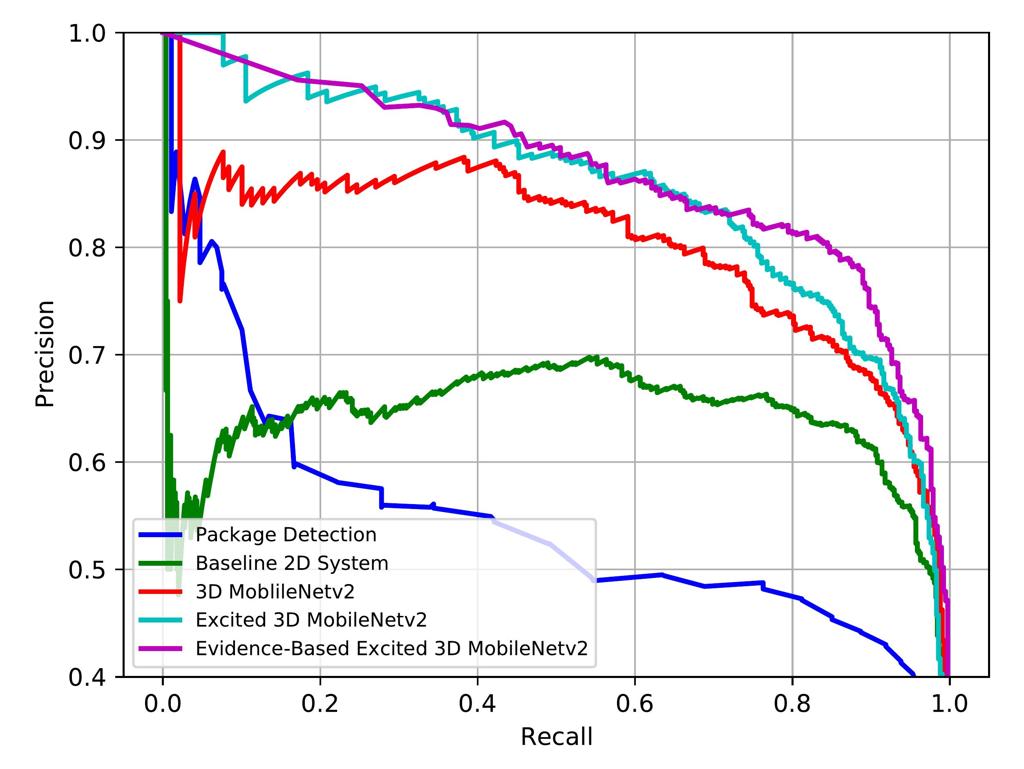 1.0
0.9
0.8
0.7
0.6
0.5
0.4
Precision
Package Detection
Baseline 2D System
3D MoblileNetv2
Excited 3D MobileNetv2
Evidence-Based Excited 3D MobileNetv2
0.0 0.2 0.4 0.6 0.8 1.0
Recall